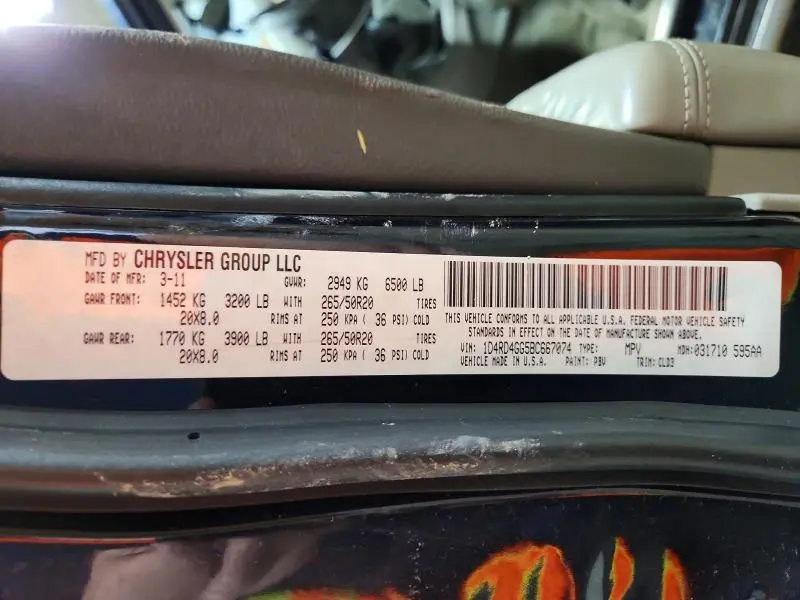 MFD BY CHRYSLER GROUP LLC
DATE OF MFR: 3-11 GVWR: 2949 KG 6500 LB
GAWR FRONT: 1452 KG 3200 LB WITH 265/50R20 TIRES
20X8.0 RIMS AT 250 KPA ( 36 PSI) COLD
GAWR REAR: 1770 KG 3900 LB WITH 265/50R20 TIRES
20X8.0 RIMS AT 250 KPA ( 36 PSI) COLD
THIS VEHICLE CONFORMS TO ALL APPLICABLE U.S.A. FEDERAL MOTOR VEHICLE SAFETY
STANDARDS IN EFFECT ON THE DATE OF MANUFACTURE SHOWN ABOVE.
VIN: 1D4RD4GG5BC667074 TYPE: MPV MDH: 031710 595AA
VEHICLE MADE IN U.S.A. PAINT: PBV TRIM: CLD3